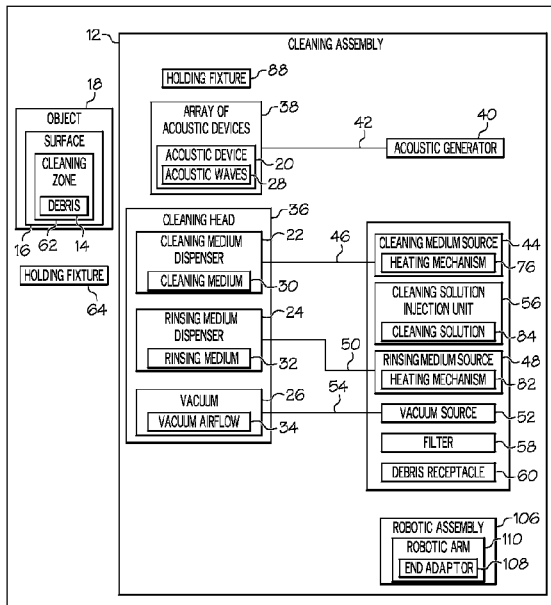 12
CLEANING ASSEMBLY
HOLDING FIXTURE
88
18
OBJECT
SURFACE
CLEANING
ZONE
DEBRIS
16
62
14
HOLDING FIXTURE
64
38
ARRAY OF
ACOUSTIC DEVICES
ACOUSTIC DEVICE
20
ACOUSTIC WAVES
28
42
40
ACOUSTIC GENERATOR
36
CLEANING HEAD
22
CLEANING MEDIUM
DISPENSER
CLEANING MEDIUM
30
24
RINSING MEDIUM
DISPENSER
RINSING MEDIUM
32
26
VACUUM
VACUUM AIRFLOW
34
46
50
54
CLEANING MEDIUM SOURCE
44
HEATING MECHANISM
76
CLEANING SOLUTION
INJECTION UNIT
56
CLEANING SOLUTION
84
RINSING MEDIUM SOURCE
48
HEATING MECHANISM
82
VACUUM SOURCE
52
FILTER
58
DEBRIS RECEPTACLE
60
ROBOTIC ASSEMBLY
106
ROBOTIC ARM
110
END ADAPTOR
108